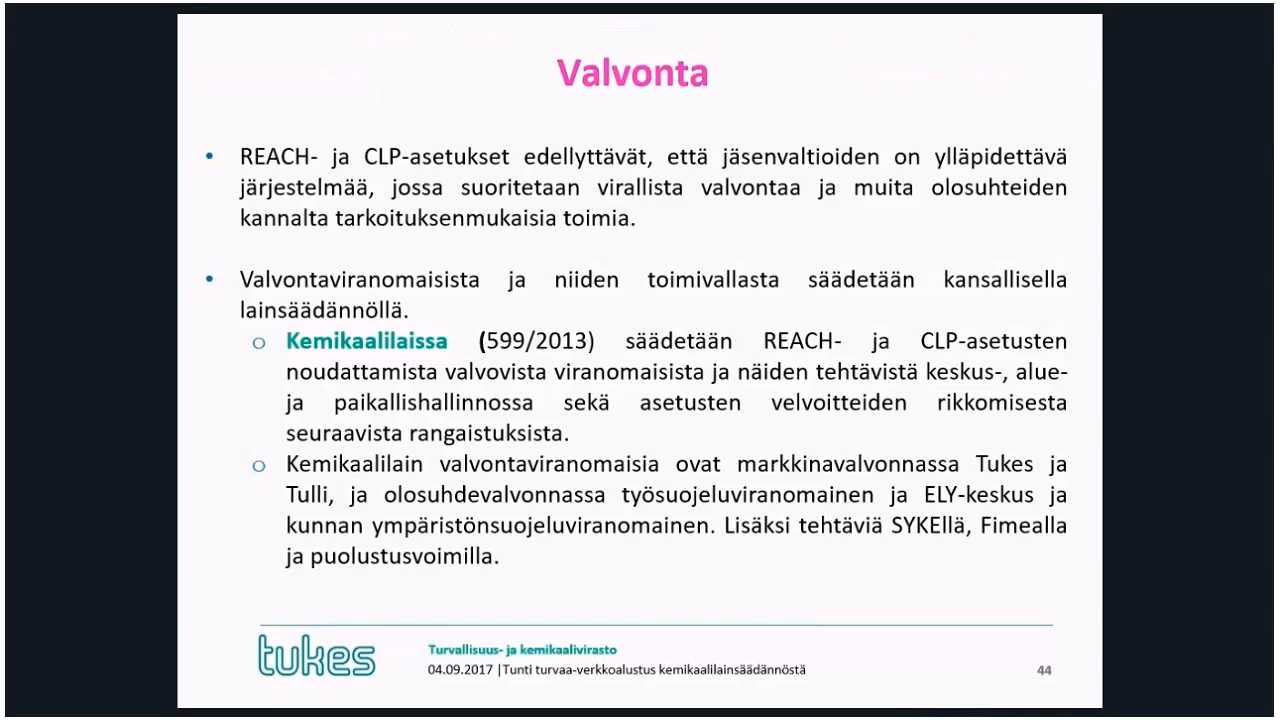 Valvonta
• REACH- ja CLP-asetukset edellyttävät, että jäsenvaltioiden on ylläpidettävä
järjestelmää, jossa suoritetaan virallista valvontaa ja muita olosuhteiden
kannalta tarkoituksenmukaisia toimia.
• Valvontaviranomaisista ja niiden toimivallasta säädetään kansallisella
lainsäädännöllä.
o Kemikaalilaissa (599/2013) säädetään REACH- ja CLP-asetusten
noudattamista valvovista viranomaisista ja näiden tehtävistä keskus-, alue-
ja paikallishallinnossa sekä asetusten velvoitteiden rikkomisesta
seuraavista rangaistuksista.
o Kemikaalilain valvontaviranomaisia ovat markkinavalvonnassa Tukes ja
Tulli, ja olosuhdevalvonnassa työsuojeluviranomainen ja ELY-keskus ja
kunnan ympäristönsuojeluviranomainen. Lisäksi tehtäviä SYKEllä, Fimealla
ja puolustusvoimilla.
tukes
Turvallisuus- ja kemikaalivirasto
04.09.2017 |Tunti turvaa-verkkoalustus kemikaalilainsäädännöstä
44